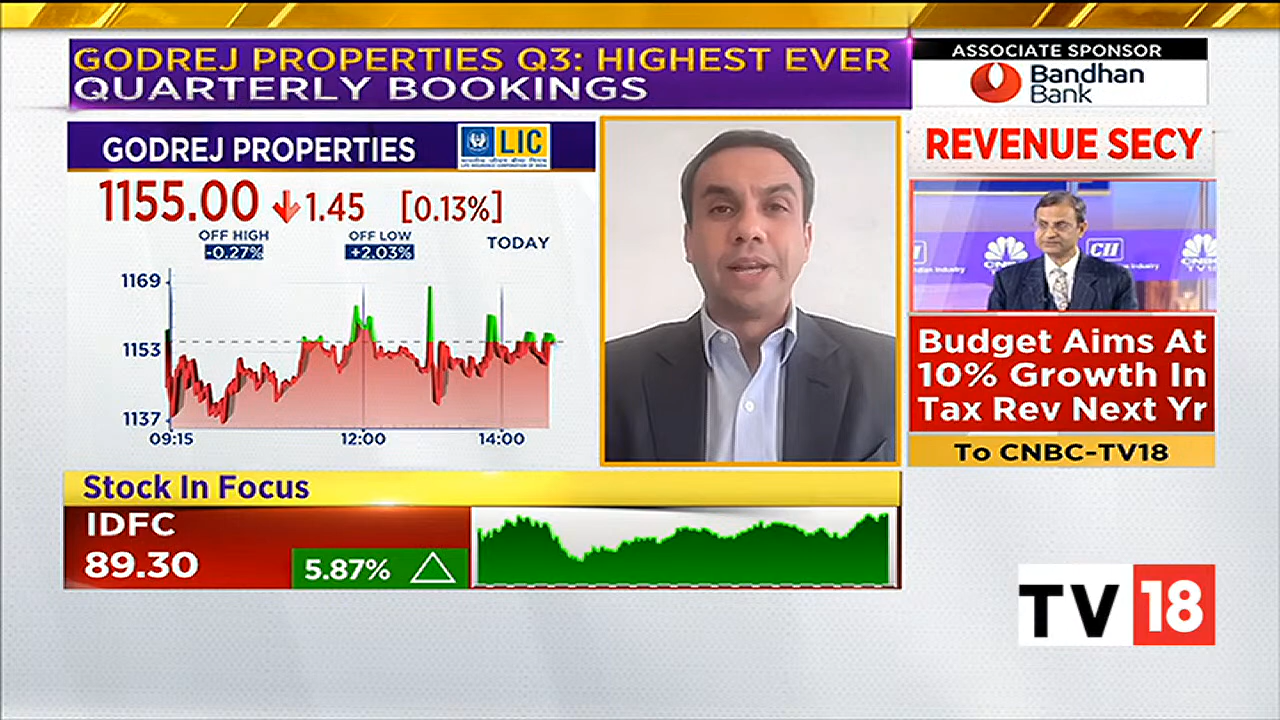 GODREJ PROPERTIES Q3: HIGHEST EVER
QUARTERLY BOOKINGS
ASSOCIATE SPONSOR
Bandhan
Bank
GODREJ PROPERTIES
LIC
1155.00 1.45 [0.13%]
OFF HIGH
-0.27%
OFF LOW
+2.03%
TODAY
1169
1153
1137
09:15 12:00 14:00
REVENUE SECY
CNBC
TV18
CII
Budget Aims At
10% Growth In
Tax Rev Next Yr
To CNBC-TV18
Stock In Focus
IDFC
89.30
5.87%
TV18